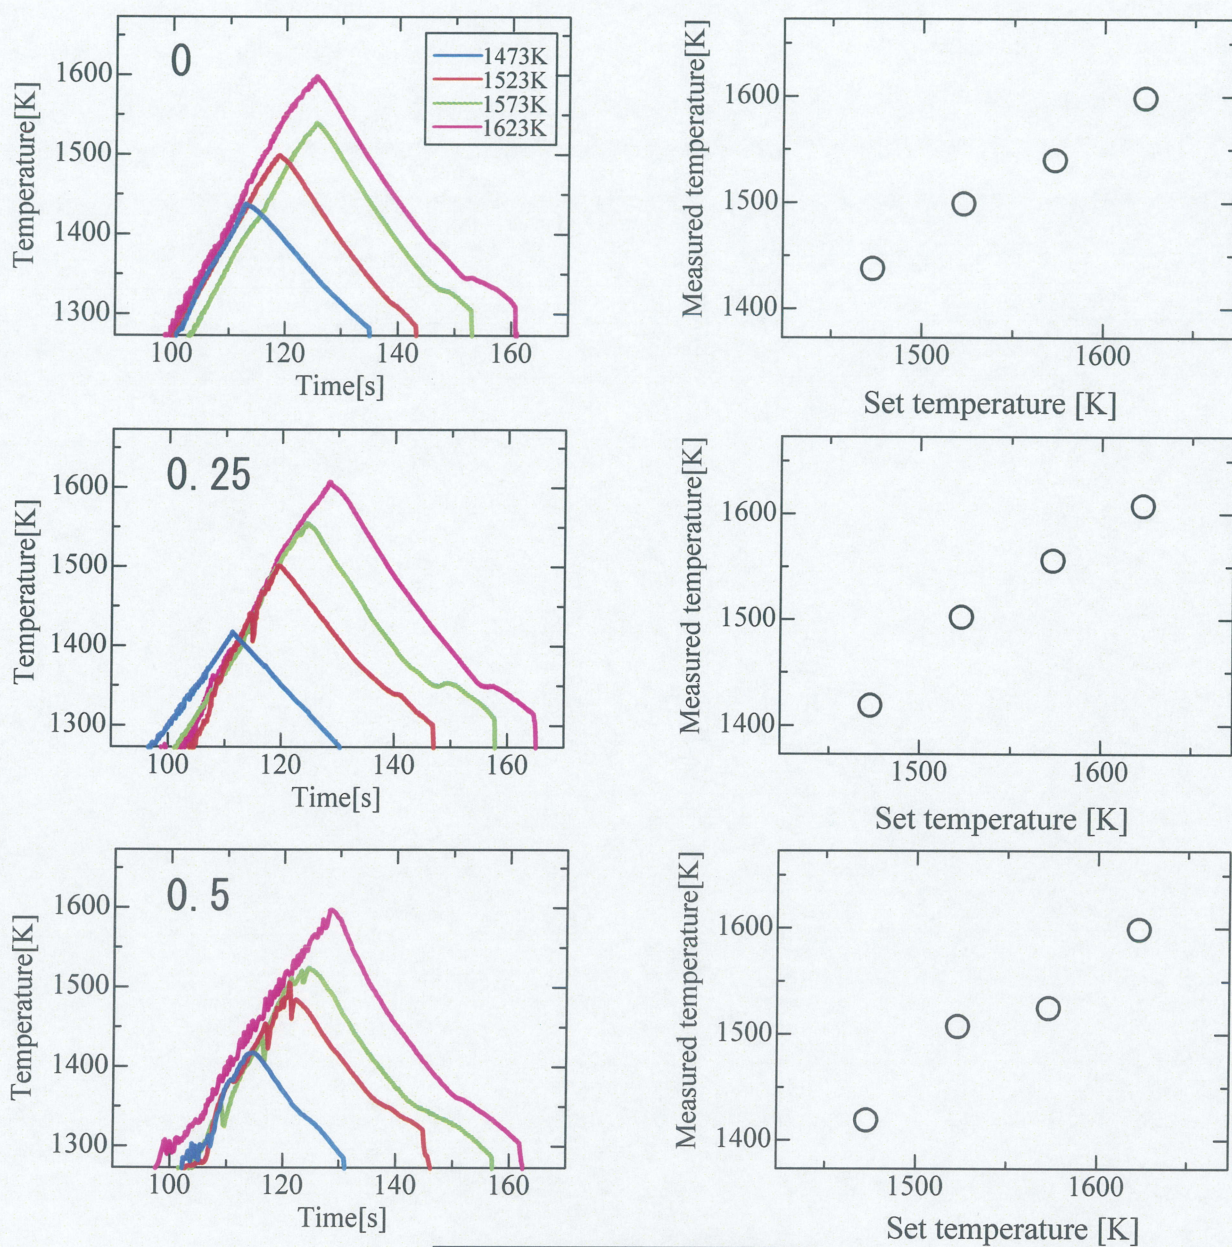 0
1473K
1523K
1573K
1623K
Temperature[K]
1600
1500
1400
1300
100 120 140 160
Time[s]
Measured temperature[K]
1600
1500
1400
1500 1600
Set temperature [K]
0.25
Temperature[K]
1600
1500
1400
1300
100 120 140 160
Time[s]
Measured temperature[K]
1600
1500
1400
1500 1600
Set temperature [K]
0.5
Temperature[K]
1600
1500
1400
1300
100 120 140 160
Time[s]
Measured temperature[K]
1600
1500
1400
1500 1600
Set temperature [K]